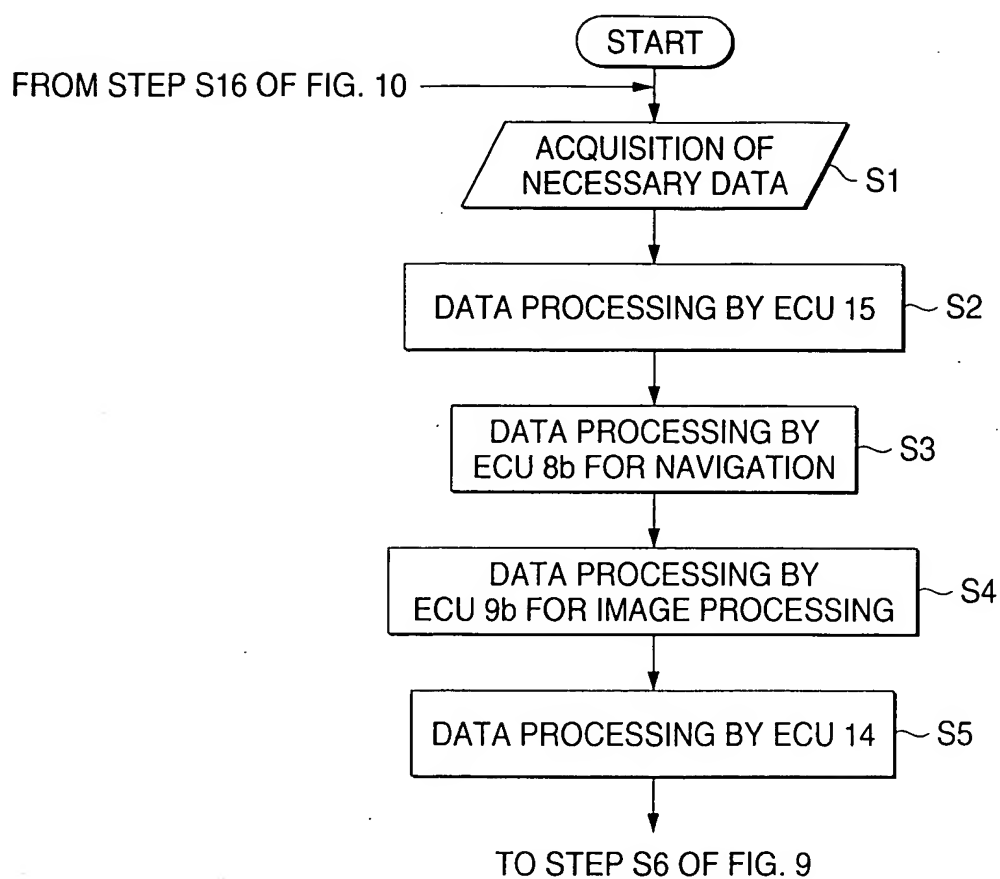 START
FROM STEP S16 OF FIG. 10
ACQUISITION OF
NECESSARY DATA
S1
DATA PROCESSING BY ECU 15
S2
DATA PROCESSING BY
ECU 8b FOR NAVIGATION
S3
DATA PROCESSING BY
ECU 9b FOR IMAGE PROCESSING
S4
DATA PROCESSING BY ECU 14
S5
TO STEP S6 OF FIG. 9